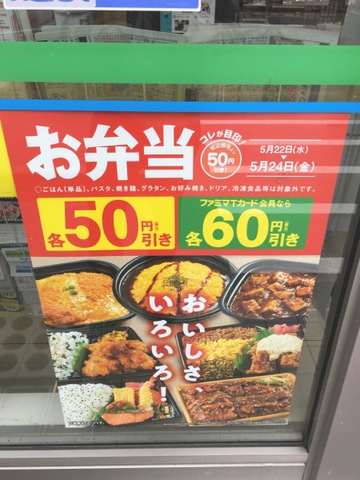 コレが目印!
お弁当
50円
引き!
5月22日(水)
5月24日(金)
○ごはん(単品)、パスタ、焼き麺、グラタン、お好み焼き、ドリア、冷凍食品等は対象外です。
各50円引き
ファミマTカード会員なら
各60円引き
おいしさ、
いろいろ!